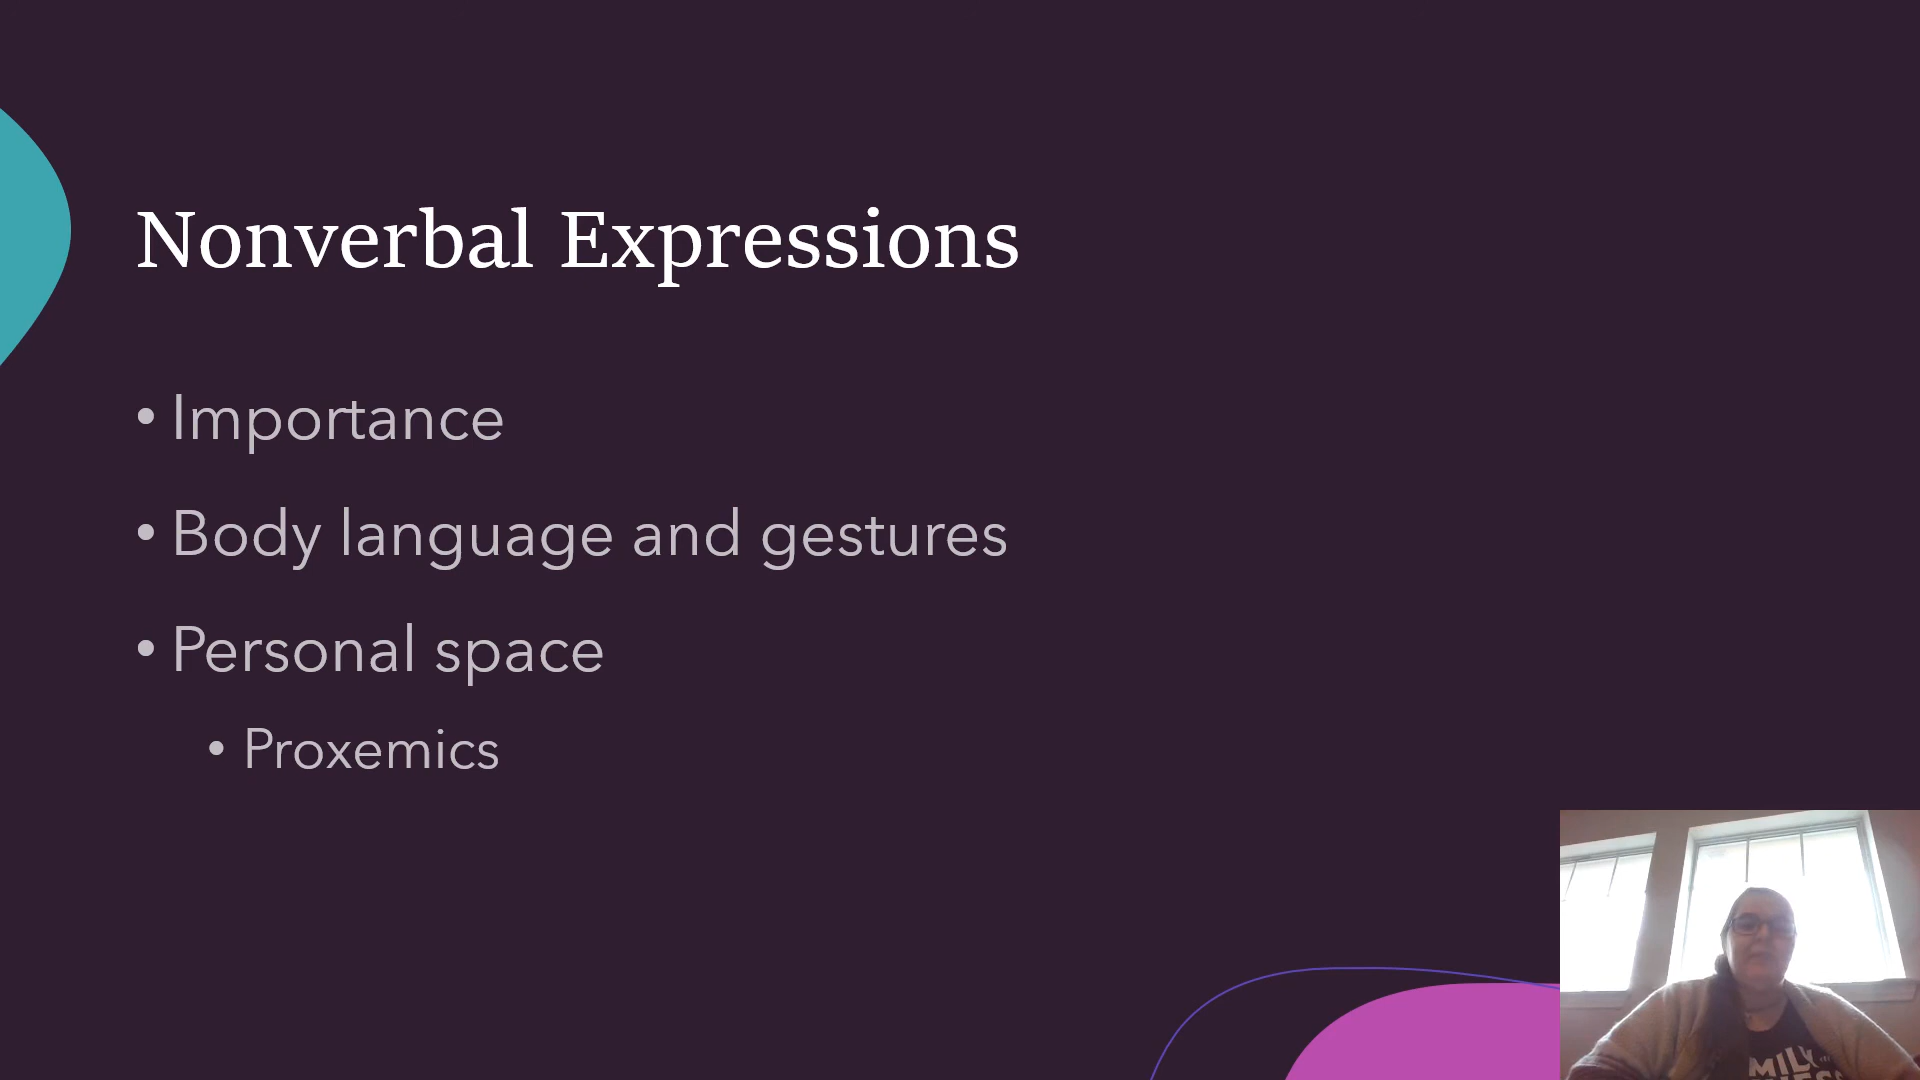 Nonverbal Expressions
• Importance
• Body language and gestures
• Personal space
• Proxemics